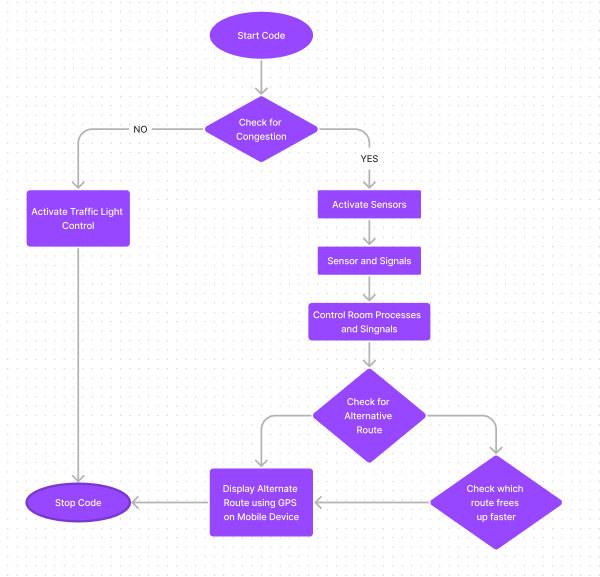 Start Code
Check for
Congestion
NO
YES
Activate Traffic Light
Control
Activate Sensors
Sensor and Signals
Control Room Processes
and Singnals
Check for
Alternative
Route
Display Alternate
Route using GPS
on Mobile Device
Check which
route frees
up faster
Stop Code